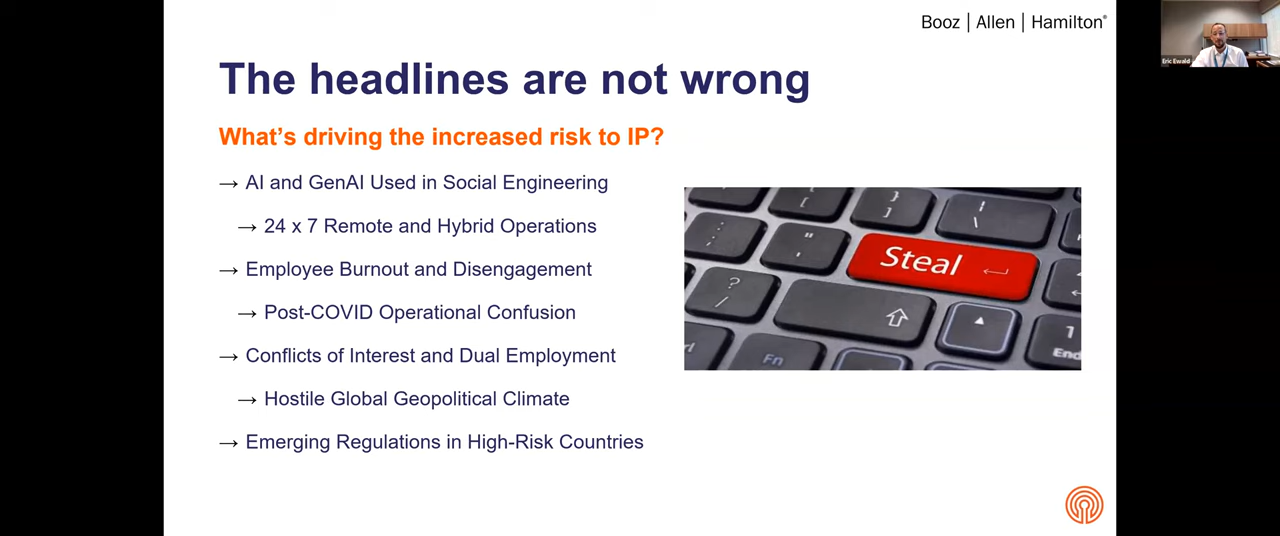 Booz | Allen | Hamilton®
Eric Ewald
The headlines are not wrong
What’s driving the increased risk to IP?
→ AI and GenAI Used in Social Engineering
→ 24 x 7 Remote and Hybrid Operations
→ Employee Burnout and Disengagement
→ Post-COVID Operational Confusion
→ Conflicts of Interest and Dual Employment
→ Hostile Global Geopolitical Climate
→ Emerging Regulations in High-Risk Countries
{ [
} ]
| \
: ;
" '
Steal
? /
Fn
1
End